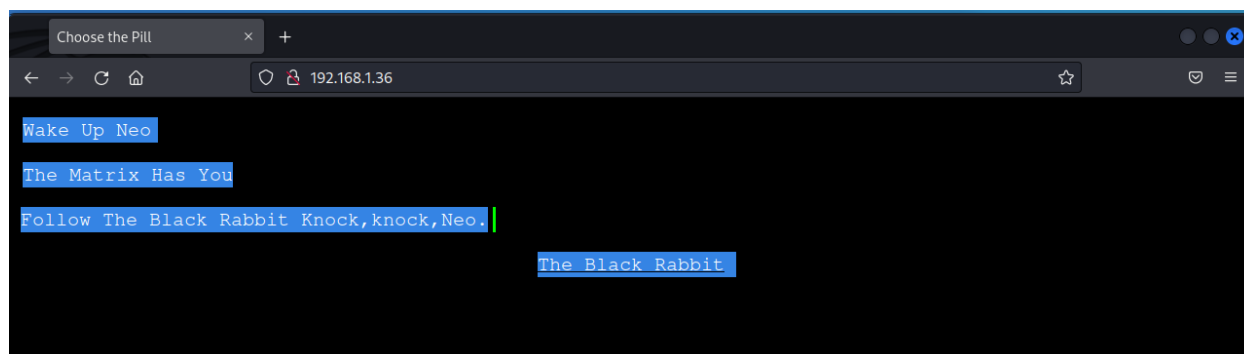 Choose the Pill
192.168.1.36
Wake Up Neo
The Matrix Has You
Follow The Black Rabbit Knock,knock,Neo.
The Black Rabbit